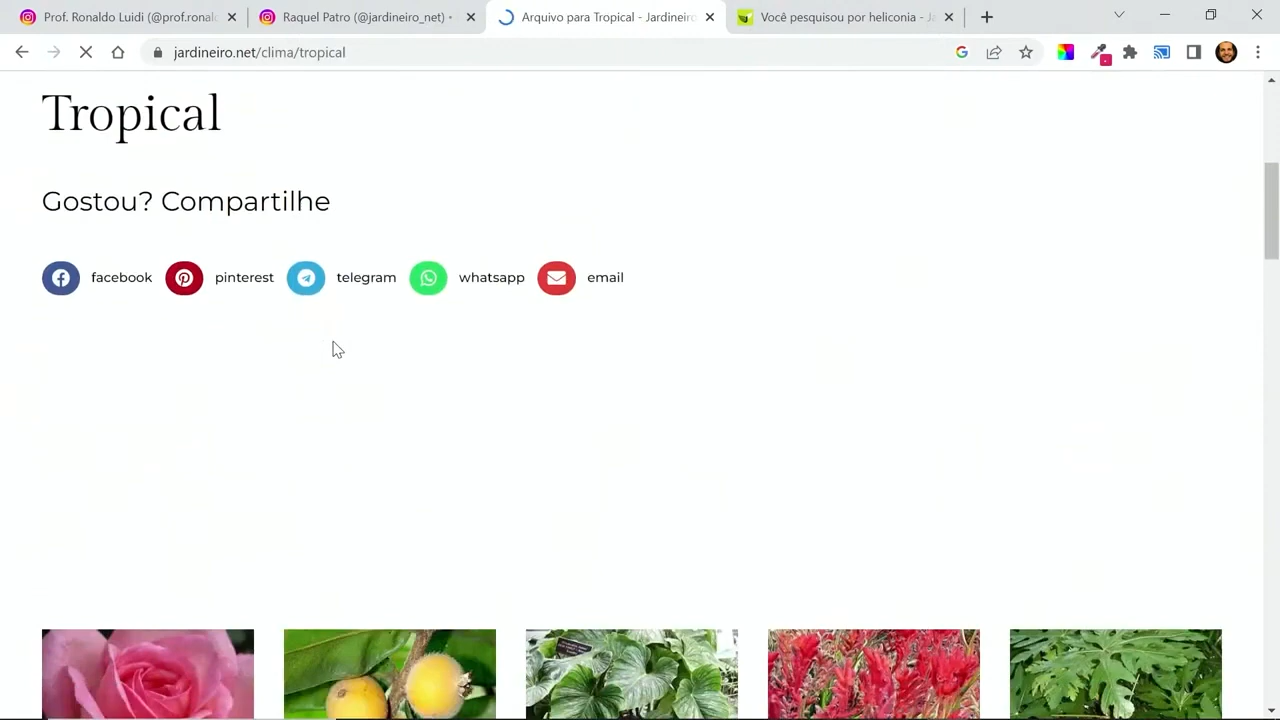 Prof. Ronaldo Luidi (@prof.ronal
Raquel Patro (@jardineiro_net) •
Arquivo para Tropical - Jardineiro
Você pesquisou por heliconia - Ja
jardineiro.net/clima/tropical
Tropical
Gostou? Compartilhe
facebook
pinterest
telegram
whatsapp
email